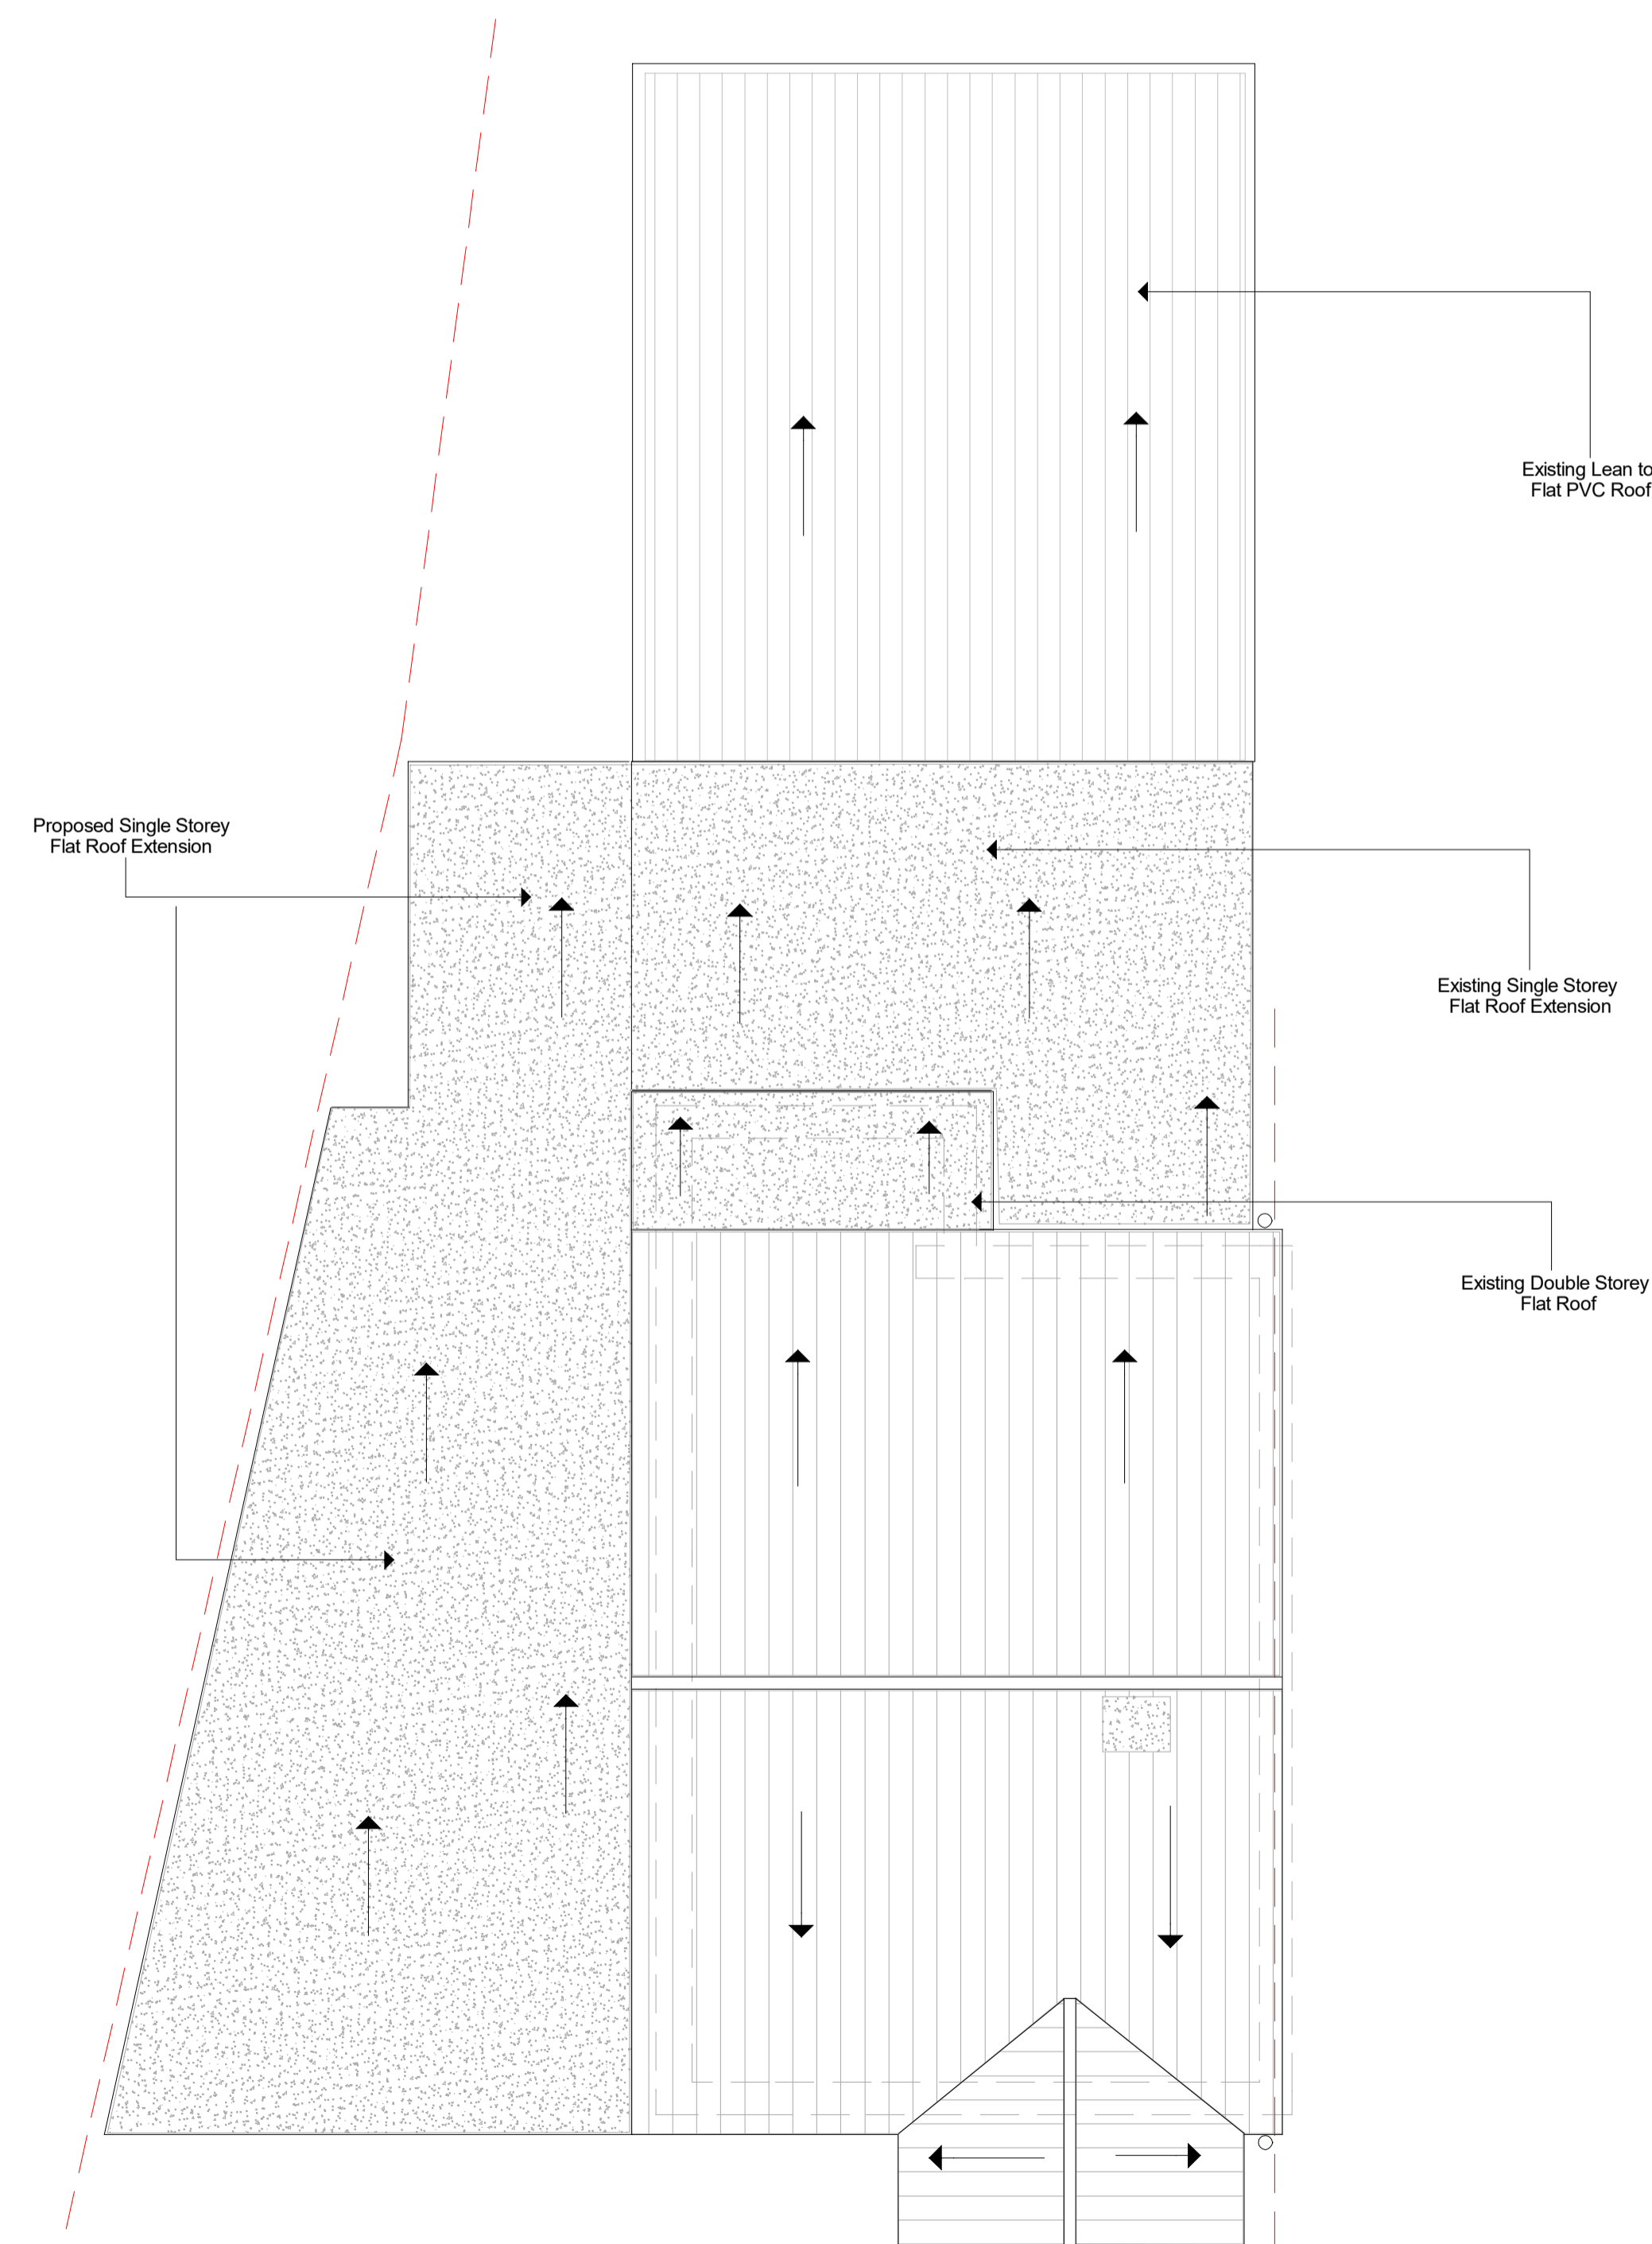 Existing Lean to
Flat PVC Roof
Proposed Single Storey
Flat Roof Extension
Existing Single Storey
Flat Roof Extension
Existing Double Storey
Flat Roof